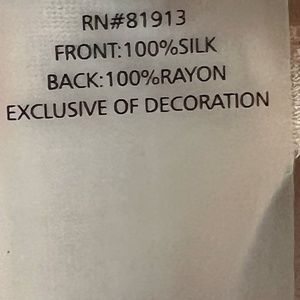 RN#81913
FRONT:100%SILK
BACK:100%RAYON
EXCLUSIVE OF DECORATION